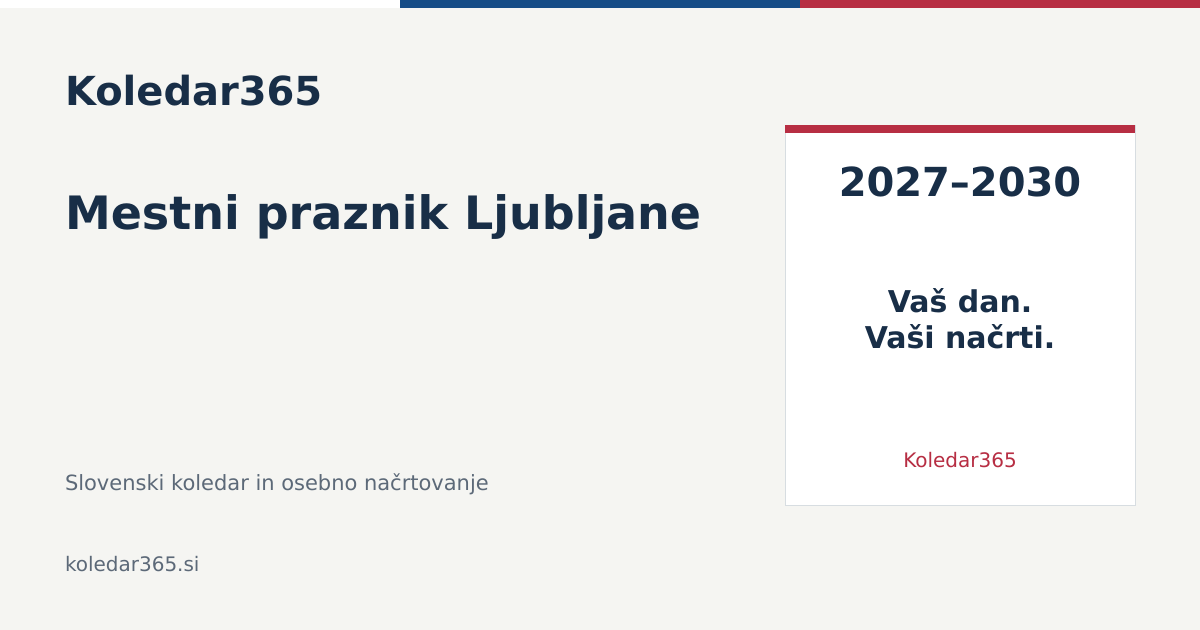 Koledar365
Mestni praznik Ljubljane
Slovenski koledar in osebno načrtovanje
koledar365.si
2027–2030
Vaš dan.
Vaši načrti.
Koledar365